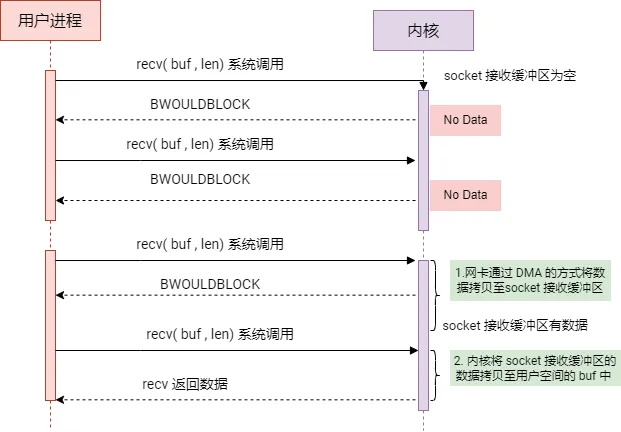 用户进程
内核
recv( buf , len) 系统调用
socket 接收缓冲区为空
BWOULDBLOCK
No Data
recv( buf , len) 系统调用
BWOULDBLOCK
No Data
recv( buf , len) 系统调用
1.网卡通过 DMA 的方式将数
据拷贝至socket 接收缓冲区
BWOULDBLOCK
socket 接收缓冲区有数据
recv( buf , len) 系统调用
2. 内核将 socket 接收缓冲区的
数据拷贝至用户空间的 buf 中
recv 返回数据